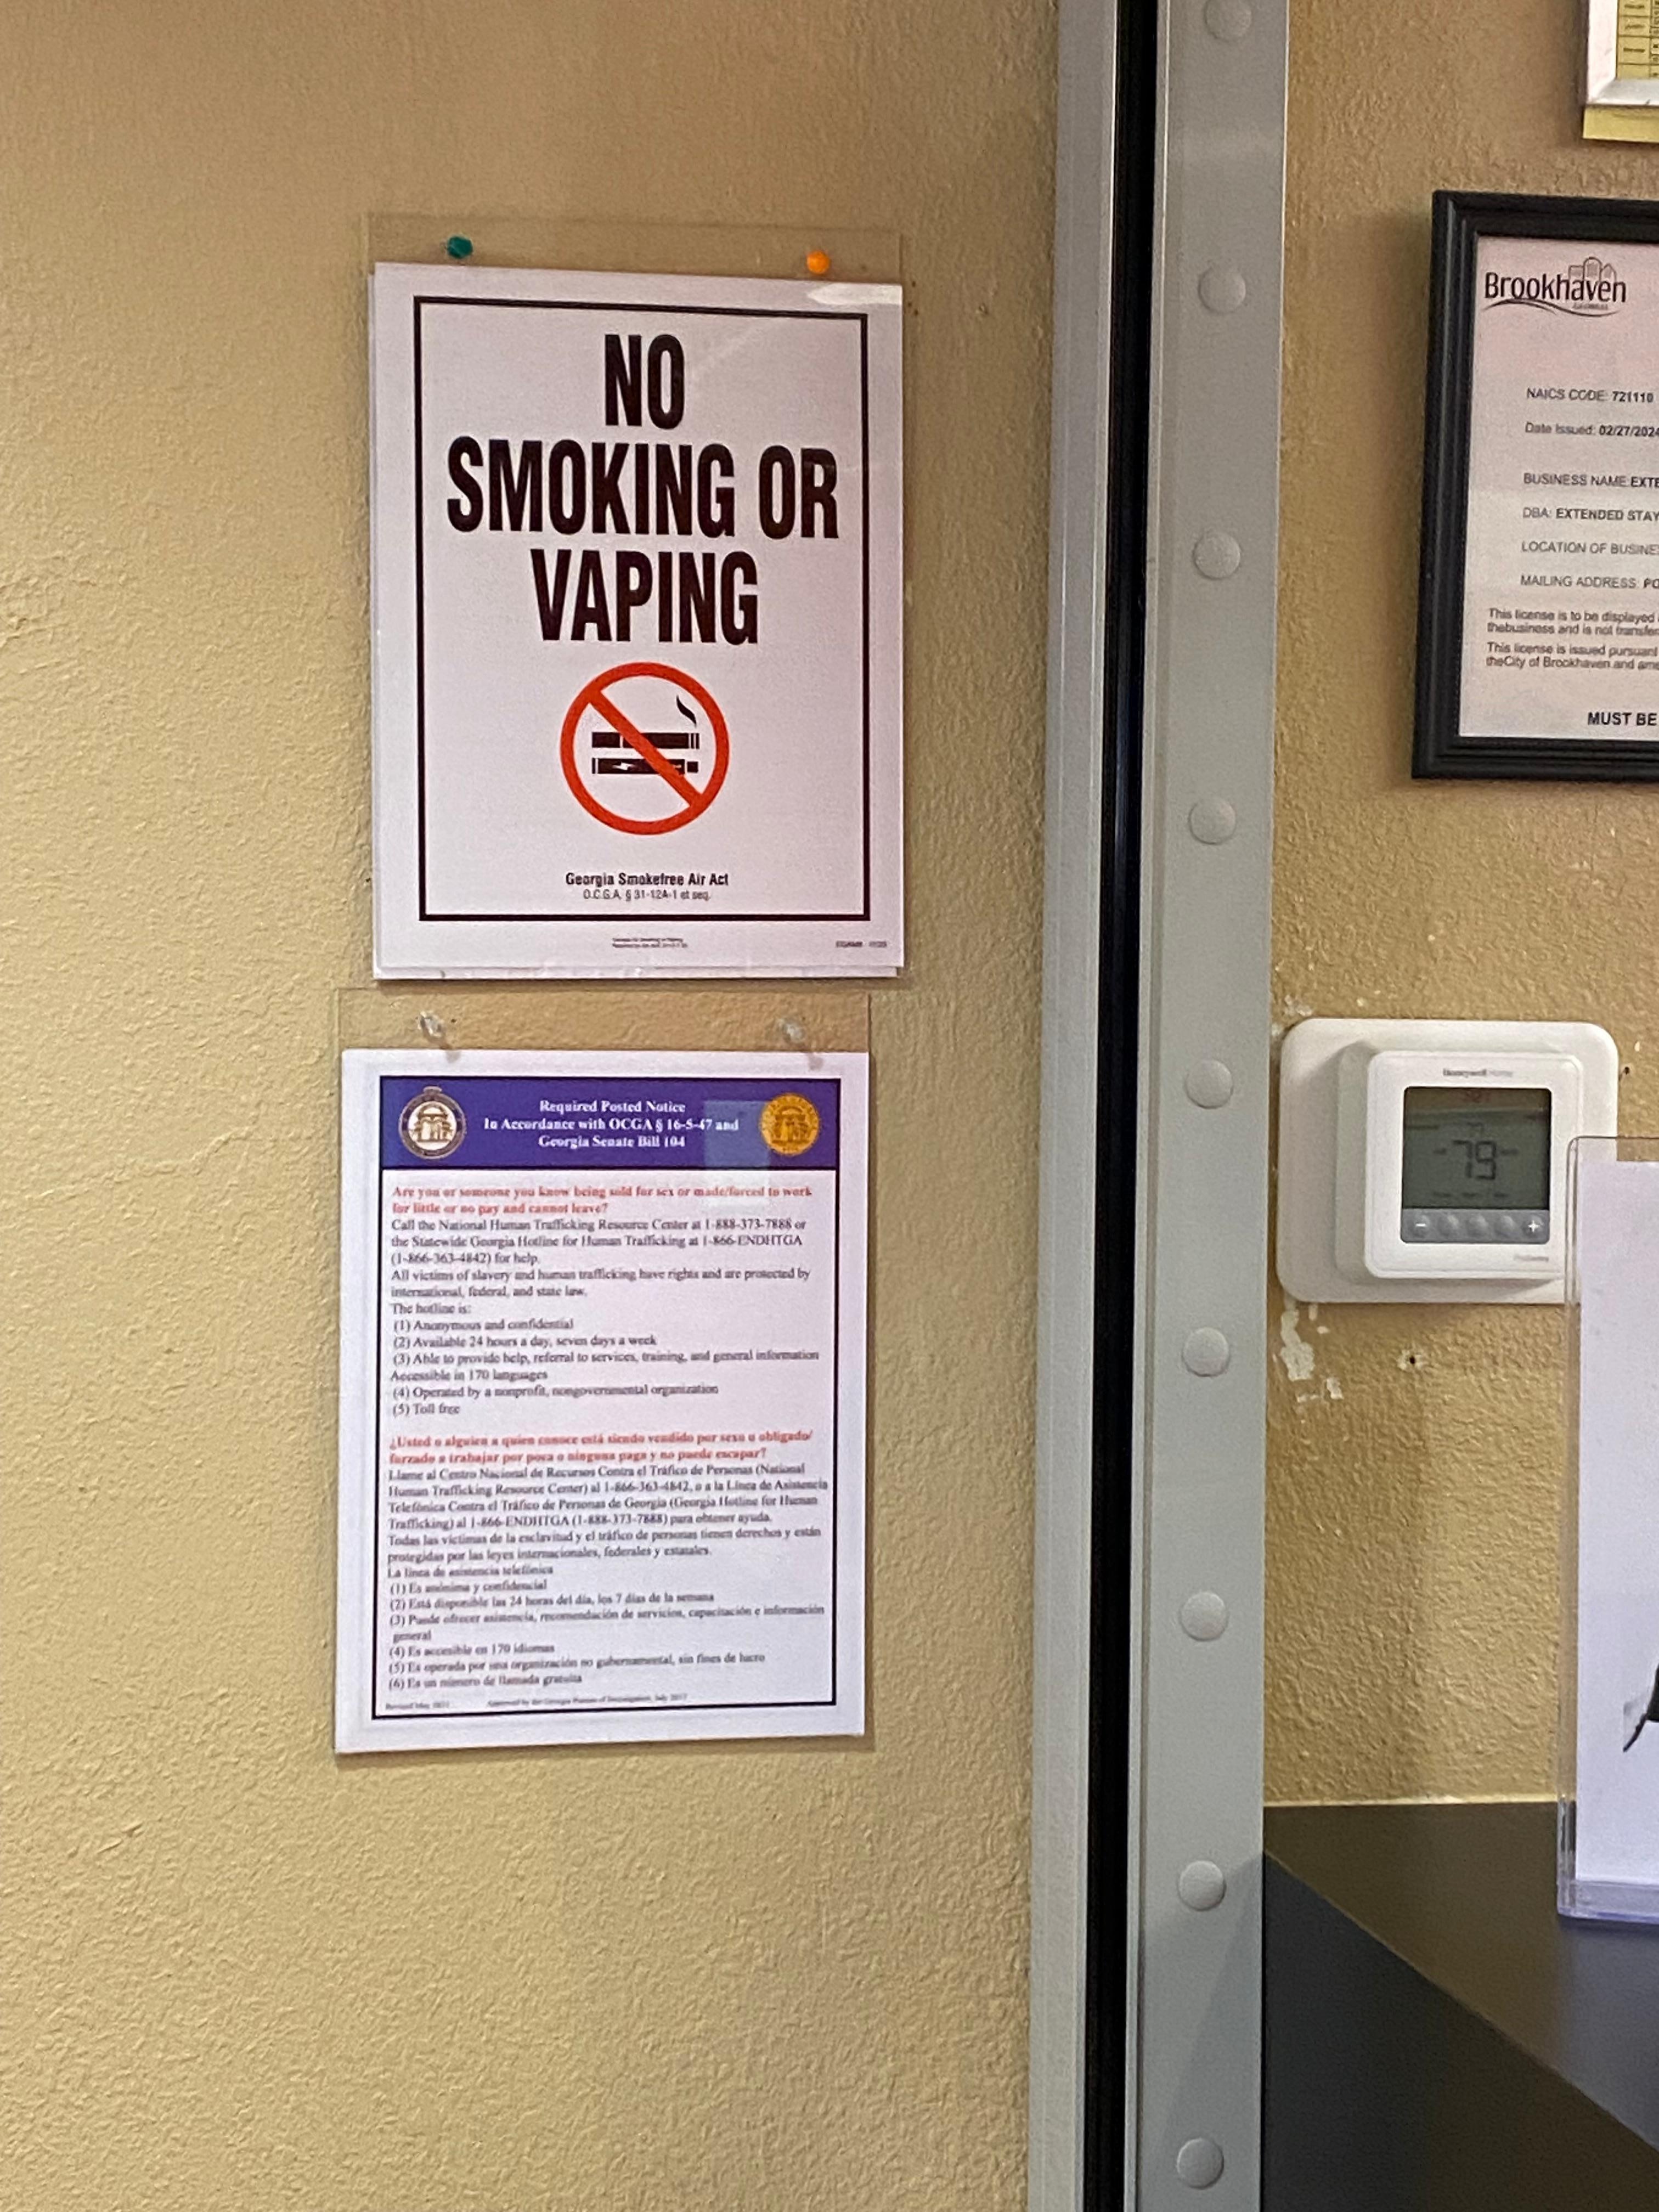 NO
SMOKING OR
VAPING
Georgia Smokefree Air Act
O.C.G.A. § 31-12A-1 et seq.
Required Posted Notice
In Accordance with OCGA § 16-5-47 and
Georgia Senate Bill 104
Are you or someone you know being sold for sex or made/forced to work
for little or no pay and cannot leave?
Call the National Human Trafficking Resource Center at 1-888-373-7888 or
the Statewide Georgia Hotline for Human Trafficking at 1-866-ENDHTGA
(1-866-363-4842) for help.
All victims of slavery and human trafficking have rights and are protected by
international, federal, and state law.
The hotline is:
(1) Anonymous and confidential
(2) Available 24 hours a day, seven days a week
(3) Able to provide help, referral to services, training, and general information
Accessible in 170 languages
(4) Operated by a nonprofit, nongovernmental organization
(5) Toll free
¿Usted o alguien a quien conoce está siendo vendido por sexo u obligado/
forzado a trabajar por poca o ninguna paga y no puede escapar?
Llame al Centro Nacional de Recursos Contra el Tráfico de Personas (National
Human Trafficking Resource Center) al 1-866-363-4842, o a la Línea de Asistencia
Telefónica Contra el Tráfico de Personas de Georgia (Georgia Hotline for Human
Trafficking) al 1-866-ENDHTGA (1-888-373-7888) para obtener ayuda.
Todas las víctimas de la esclavitud y el tráfico de personas tienen derechos y están
protegidas por las leyes internacionales, federales y estatales.
La línea de asistencia telefónica
(1) Es anónima y confidencial
(2) Está disponible las 24 horas del día, los 7 días de la semana
(3) Puede ofrecer asistencia, recomendación de servicios, capacitación e información
general
(4) Es accesible en 170 idiomas
(5) Es operada por una organización no gubernamental, sin fines de lucro
(6) Es un número de llamada gratuita
Approved by the Georgia Bureau of Investigation, July
Brookhaven
GEORGIA
NAICS CODE: 721110
Date Issued: 02/27/2024
BUSINESS NAME: EXTE
DBA: EXTENDED STAY
LOCATION OF BUSINE
MAILING ADDRESS: PO
This license is to be displayed
thebusiness and is not transfer
This license is issued pursuant
theCity of Brookhaven and ame
MUST BE
Honeywell Home
79